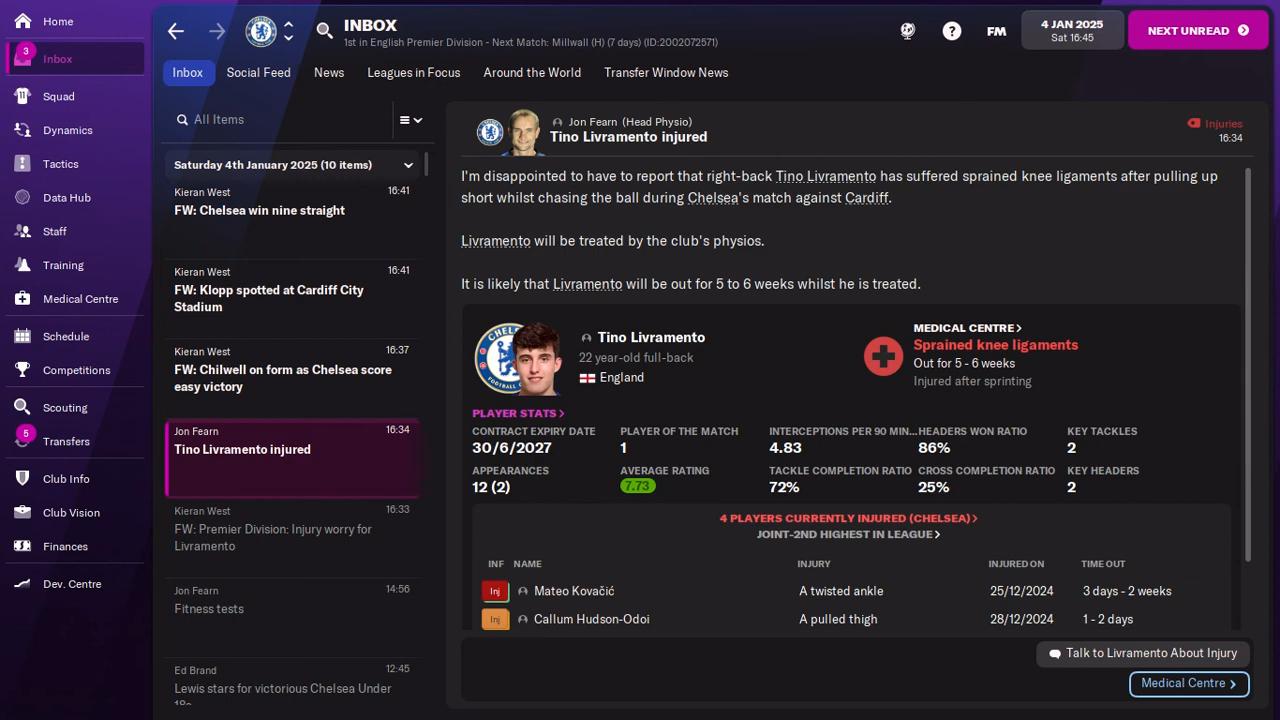 Home
3
Inbox
Squad
Dynamics
Tactics
Data Hub
Staff
Training
Medical Centre
Schedule
Competitions
Scouting
5
Transfers
Club Info
Club Vision
Finances
Dev. Centre
INBOX
1st in English Premier Division - Next Match: Millwall (H) (7 days) (ID:2002072571)
?
FM
4 JAN 2025
Sat 16:45
NEXT UNREAD
Inbox
Social Feed
News
Leagues in Focus
Around the World
Transfer Window News
All Items
Saturday 4th January 2025 (10 items)
Kieran West 16:41
FW: Chelsea win nine straight
Kieran West 16:41
FW: Klopp spotted at Cardiff City
Stadium
Kieran West 16:37
FW: Chilwell on form as Chelsea score
easy victory
Jon Fearn 16:34
Tino Livramento injured
Kieran West 16:33
FW: Premier Division: Injury worry for
Livramento
Jon Fearn 14:56
Fitness tests
Ed Brand 12:45
Lewis stars for victorious Chelsea Under
18s
Jon Fearn (Head Physio)
Tino Livramento injured
Injuries
16:34
I'm disappointed to have to report that right-back Tino Livramento has suffered sprained knee ligaments after pulling up
short whilst chasing the ball during Chelsea's match against Cardiff.
Livramento will be treated by the club's physios.
It is likely that Livramento will be out for 5 to 6 weeks whilst he is treated.
Tino Livramento
22 year-old full-back
England
MEDICAL CENTRE >
Sprained knee ligaments
Out for 5 - 6 weeks
Injured after sprinting
PLAYER STATS >
CONTRACT EXPIRY DATE PLAYER OF THE MATCH INTERCEPTIONS PER 90 MIN... HEADERS WON RATIO KEY TACKLES
30/6/2027 1 4.83 86% 2
APPEARANCES AVERAGE RATING TACKLE COMPLETION RATIO CROSS COMPLETION RATIO KEY HEADERS
12 (2) 7.73 72% 25% 2
4 PLAYERS CURRENTLY INJURED (CHELSEA) >
JOINT-2ND HIGHEST IN LEAGUE >
INF NAME INJURY INJURED ON TIME OUT
Inj Mateo Kovačić A twisted ankle 25/12/2024 3 days - 2 weeks
Inj Callum Hudson-Odoi A pulled thigh 28/12/2024 1 - 2 days
Talk to Livramento About Injury
Medical Centre >